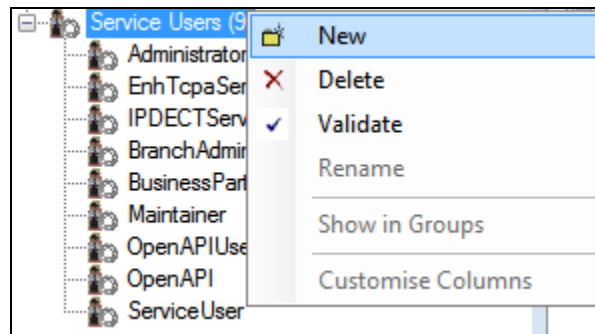 Service Users (9
New
Administrator
Delete
EnhTcpaSer
IPDECTServ
Validate
BranchAdmir
Rename
BusinessPart
Maintainer
Show in Groups
OpenAPIUse
OpenAPI
Customise Columns
ServiceUser